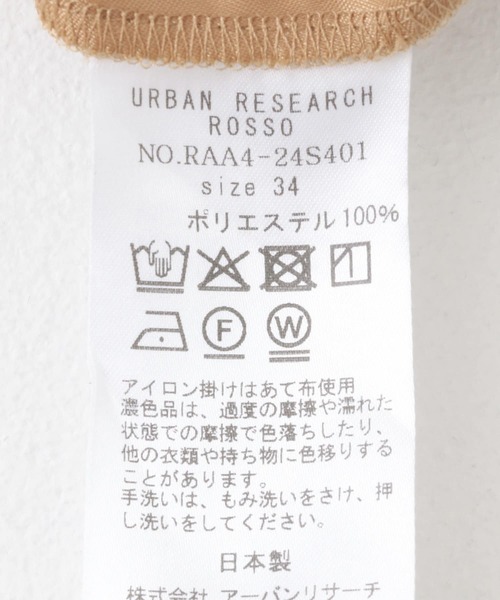 URBAN RESEARCH
ROSSO
NO.RAA4-24S401
size 34
ポリエステル100%
F
W
アイロン掛けはあて布使用
濃色品は、過度の摩擦や濡れた
状態での摩擦で色落ちしたり、
他の衣類や持ち物に色移りする
ことがあります。
手洗いは、もみ洗いをさけ、押
し洗いをしてください。
日本製
株式会社 アーバンリサーチ